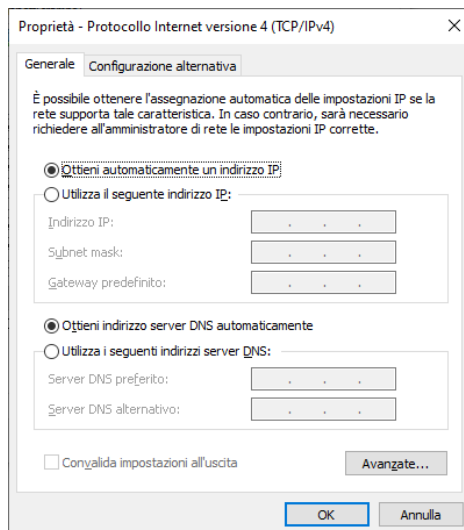 Proprietà - Protocollo Internet versione 4 (TCP/IPv4)
Generale
Configurazione alternativa
È possibile ottenere l'assegnazione automatica delle impostazioni IP se la
rete supporta tale caratteristica. In caso contrario, sarà necessario
richiedere all'amministratore di rete le impostazioni IP corrette.
Ottieni automaticamente un indirizzo IP
Utilizza il seguente indirizzo IP:
Indirizzo IP:
Subnet mask:
Gateway predefinito:
Ottieni indirizzo server DNS automaticamente
Utilizza i seguenti indirizzi server DNS:
Server DNS preferito:
Server DNS alternativo:
Convalida impostazioni all'uscita
Avanzate...
OK
Annulla